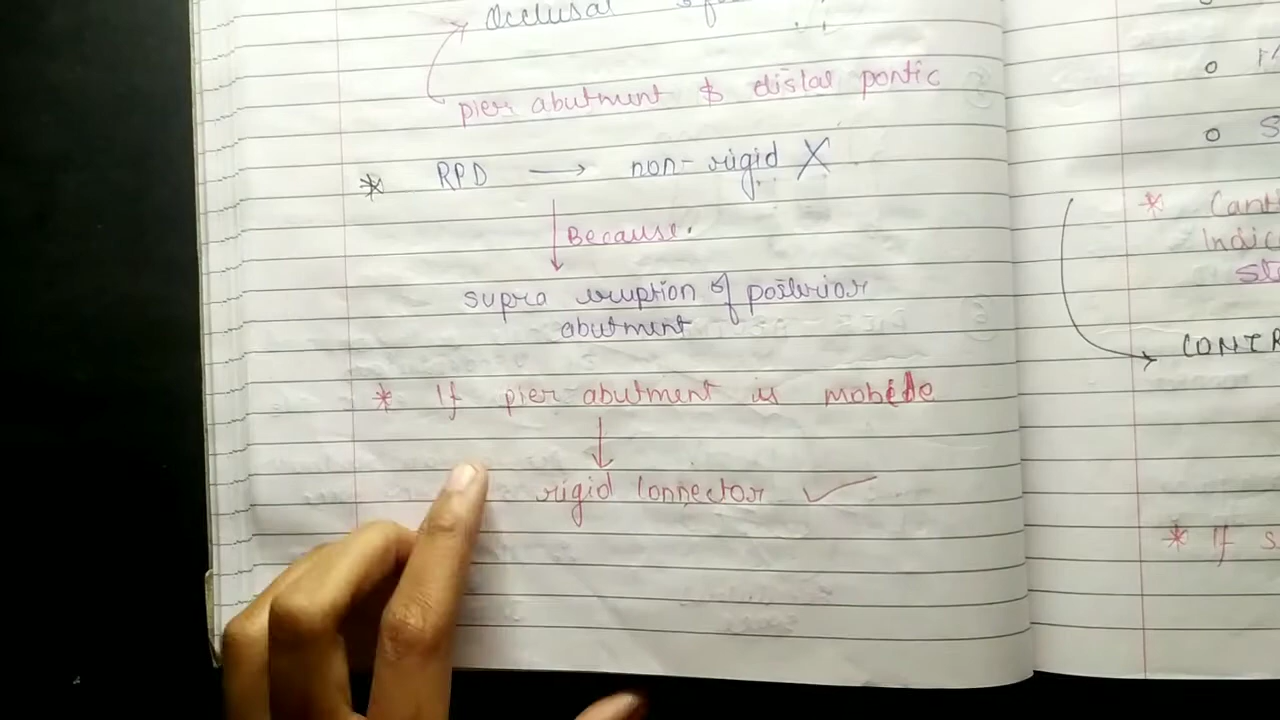 Occlusal
pier abutment & distal pontic
* RPD → non-rigid X
Because.
supra eruption of posterior
abutment
* If pier abutment is mobile
rigid connector ✓
* Cant
Indic
CONTR
* If s